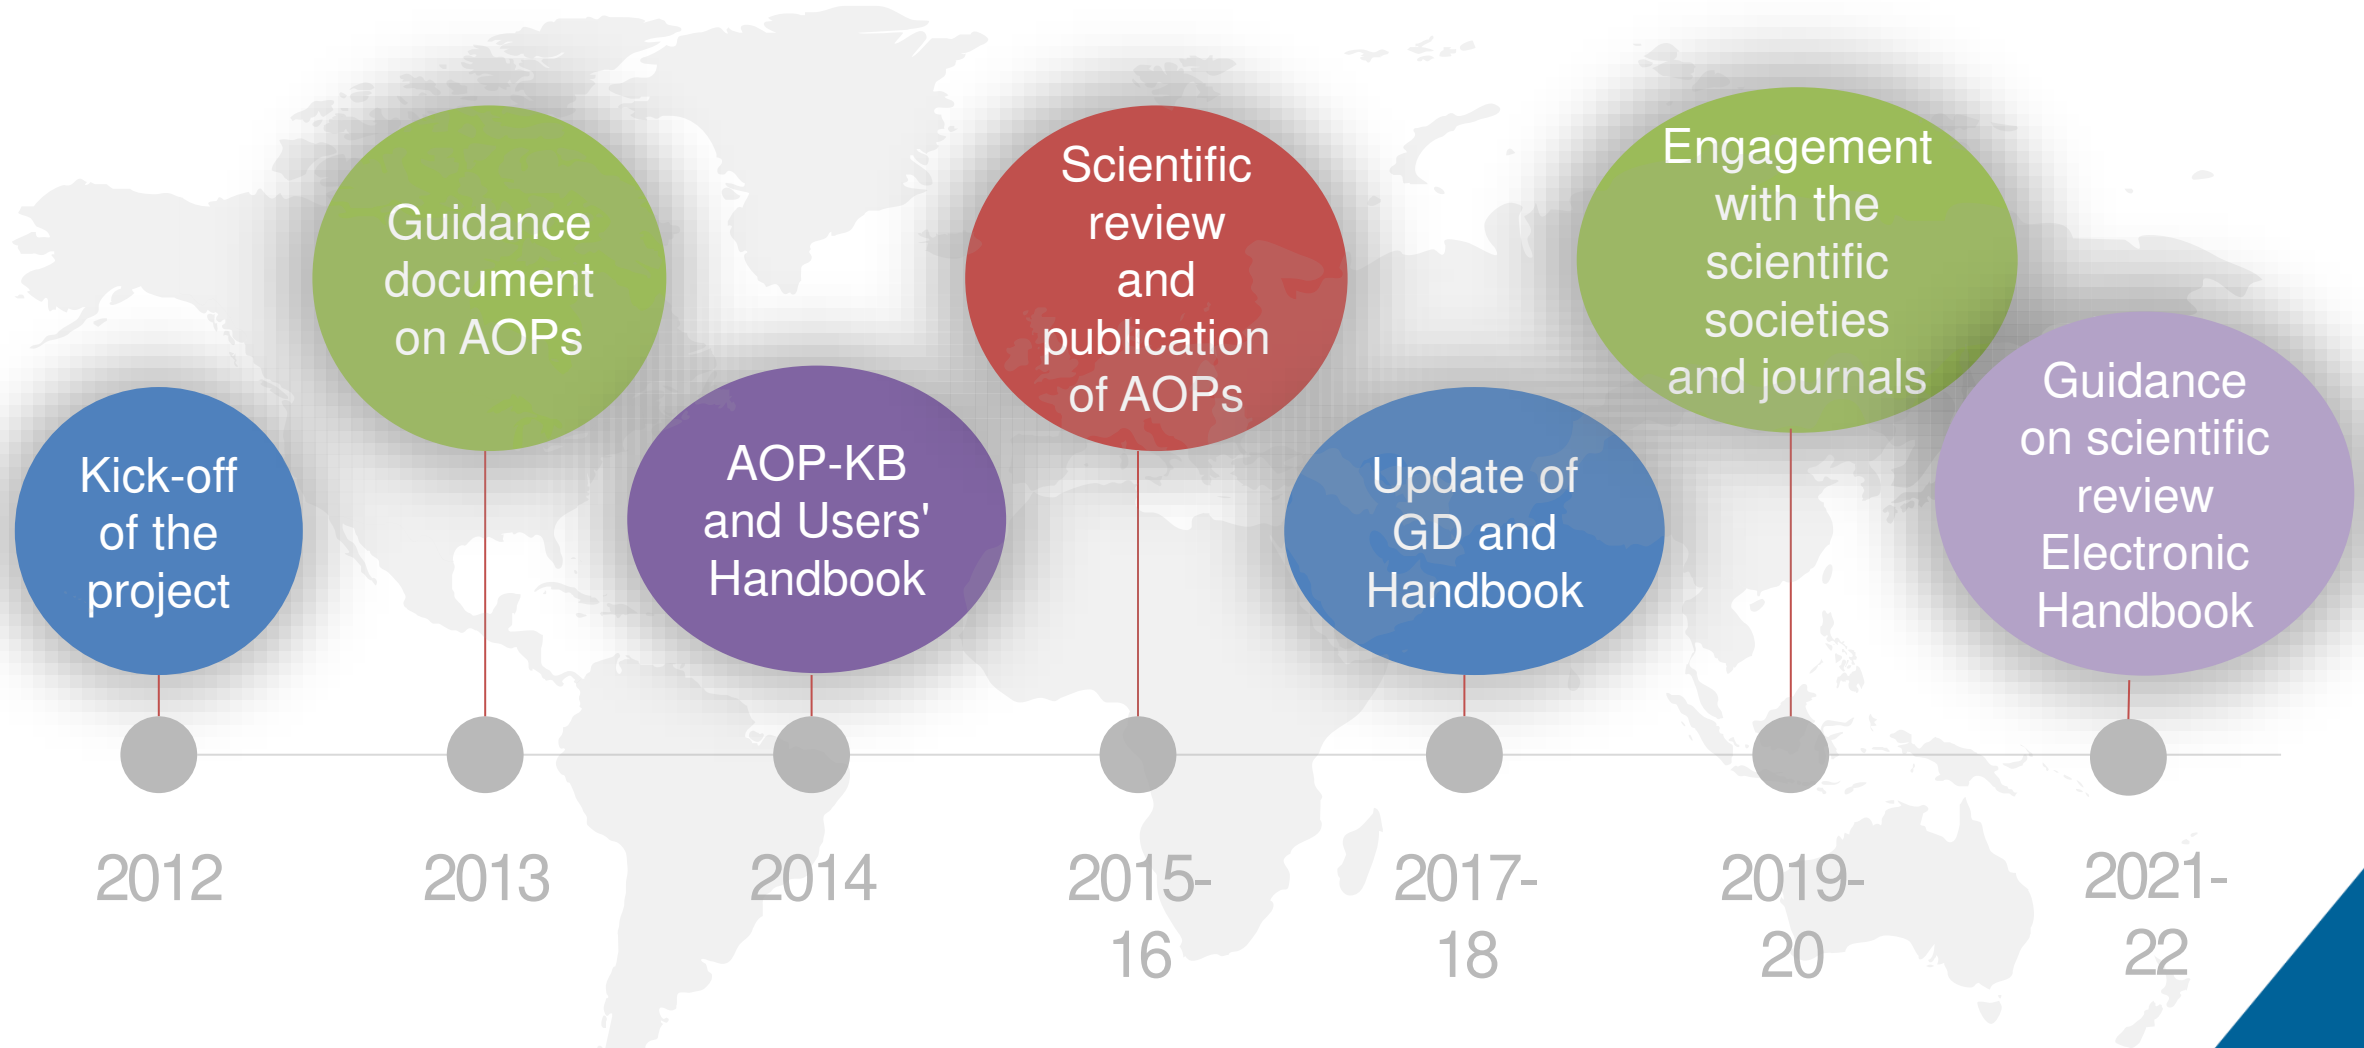 Kick-off
of the
project
Guidance
document
on AOPs
AOP-KB
and Users'
Handbook
Scientific
review
and
publication
of AOPs
Update of
GD and
Handbook
Engagement
with the
scientific
societies
and journals
Guidance
on scientific
review
Electronic
Handbook
2012
2013
2014
2015-
16
2017-
18
2019-
20
2021-
22